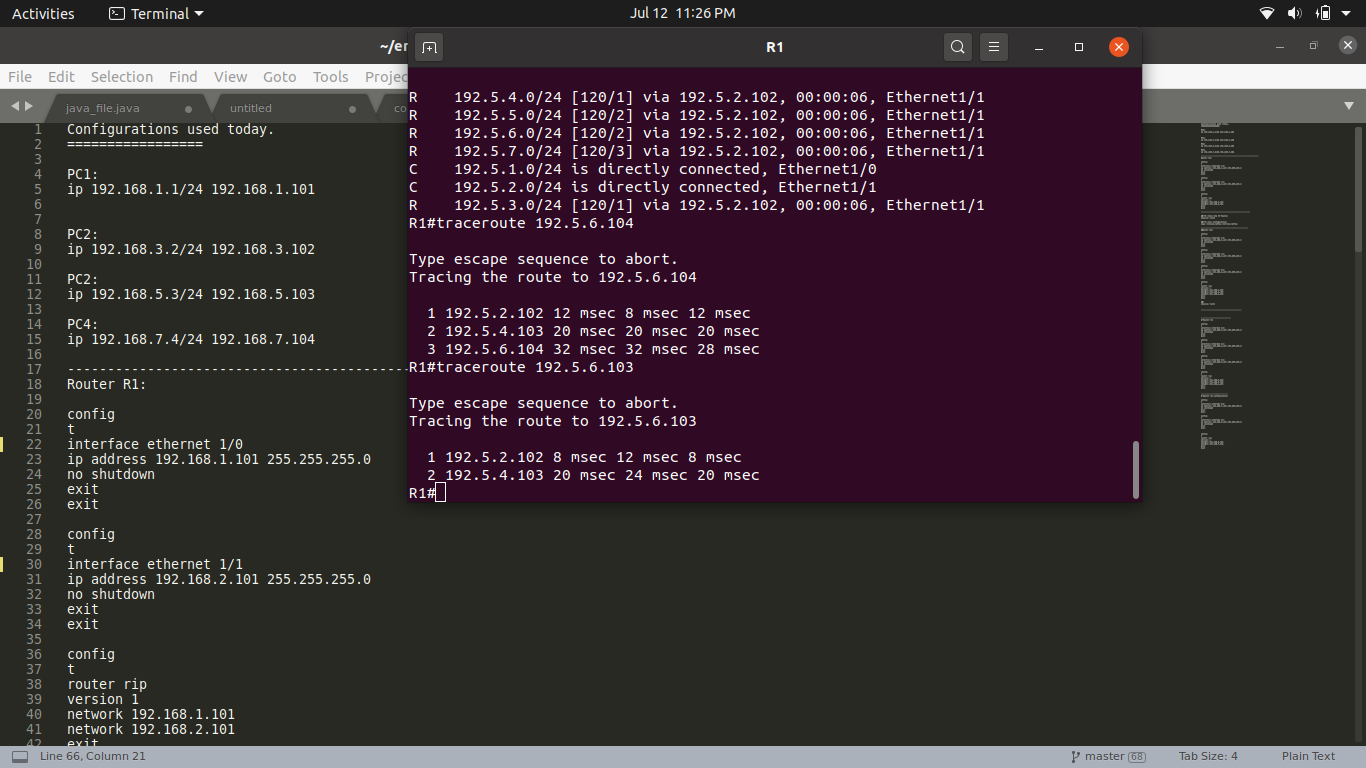 Activities Terminal Jul 12 11:26 PM
~/er
R1
File Edit Selection Find View Goto Tools Projec
java_file.java untitled co
1 Configurations used today.
2 =================
3
4 PC1:
5 ip 192.168.1.1/24 192.168.1.101
6
7
8 PC2:
9 ip 192.168.3.2/24 192.168.3.102
10
11 PC2:
12 ip 192.168.5.3/24 192.168.5.103
13
14 PC4:
15 ip 192.168.7.4/24 192.168.7.104
16
17 -------------------------------------------
18 Router R1:
19
20 config
21 t
22 interface ethernet 1/0
23 ip address 192.168.1.101 255.255.255.0
24 no shutdown
25 exit
26 exit
27
28 config
29 t
30 interface ethernet 1/1
31 ip address 192.168.2.101 255.255.255.0
32 no shutdown
33 exit
34 exit
35
36 config
37 t
38 router rip
39 version 1
40 network 192.168.1.101
41 network 192.168.2.101
42 exit
R 192.5.4.0/24 [120/1] via 192.5.2.102, 00:00:06, Ethernet1/1
R 192.5.5.0/24 [120/2] via 192.5.2.102, 00:00:06, Ethernet1/1
R 192.5.6.0/24 [120/2] via 192.5.2.102, 00:00:06, Ethernet1/1
R 192.5.7.0/24 [120/3] via 192.5.2.102, 00:00:06, Ethernet1/1
C 192.5.1.0/24 is directly connected, Ethernet1/0
C 192.5.2.0/24 is directly connected, Ethernet1/1
R 192.5.3.0/24 [120/1] via 192.5.2.102, 00:00:06, Ethernet1/1
R1#traceroute 192.5.6.104
Type escape sequence to abort.
Tracing the route to 192.5.6.104
1 192.5.2.102 12 msec 8 msec 12 msec
2 192.5.4.103 20 msec 20 msec 20 msec
3 192.5.6.104 32 msec 32 msec 28 msec
R1#traceroute 192.5.6.103
Type escape sequence to abort.
Tracing the route to 192.5.6.103
1 192.5.2.102 8 msec 12 msec 8 msec
2 192.5.4.103 20 msec 24 msec 20 msec
R1#
Line 66, Column 21 master 68 Tab Size: 4 Plain Text